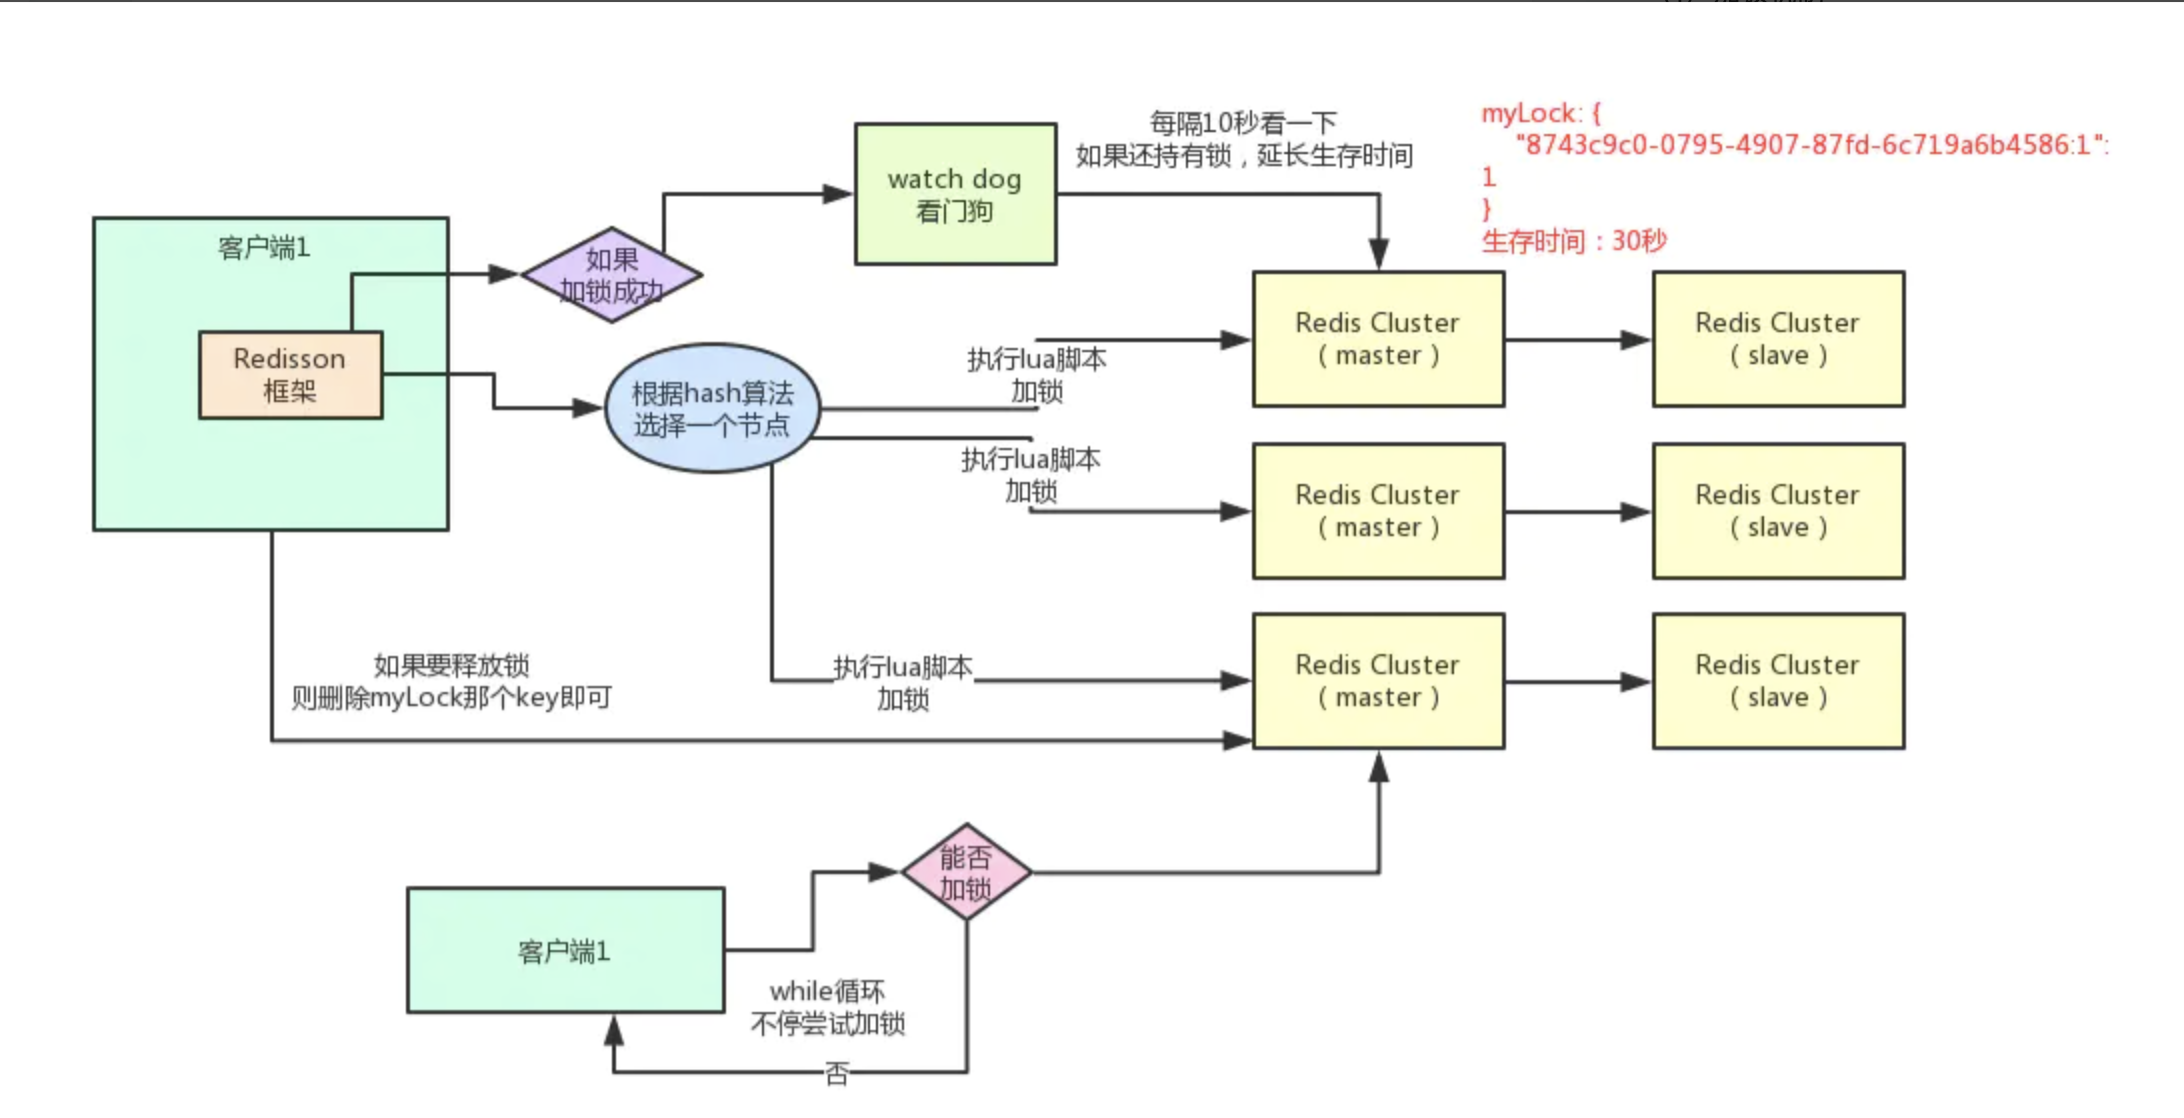 每隔10秒看一下
如果还持有锁，延长生存时间
myLock: {
"8743c9c0-0795-4907-87fd-6c719a6b4586:1":
1
}
生存时间：30秒
watch dog
看门狗
客户端1
如果
加锁成功
Redisson
框架
根据hash算法
选择一个节点
执行lua脚本
加锁
Redis Cluster
（ master ）
Redis Cluster
（ slave ）
执行lua脚本
加锁
Redis Cluster
（ master ）
Redis Cluster
（ slave ）
如果要释放锁
则删除myLock那个key即可
执行lua脚本
加锁
Redis Cluster
（ master ）
Redis Cluster
（ slave ）
能否
加锁
客户端1
while循环
不停尝试加锁
否